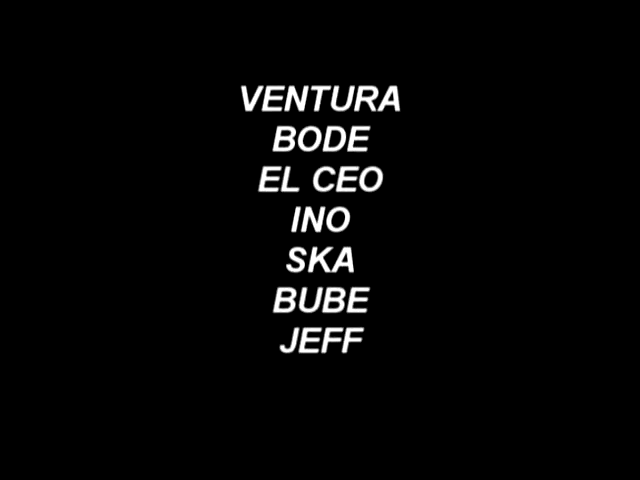 VENTURA
BODE
EL CEO
INO
SKA
BUBE
JEFF